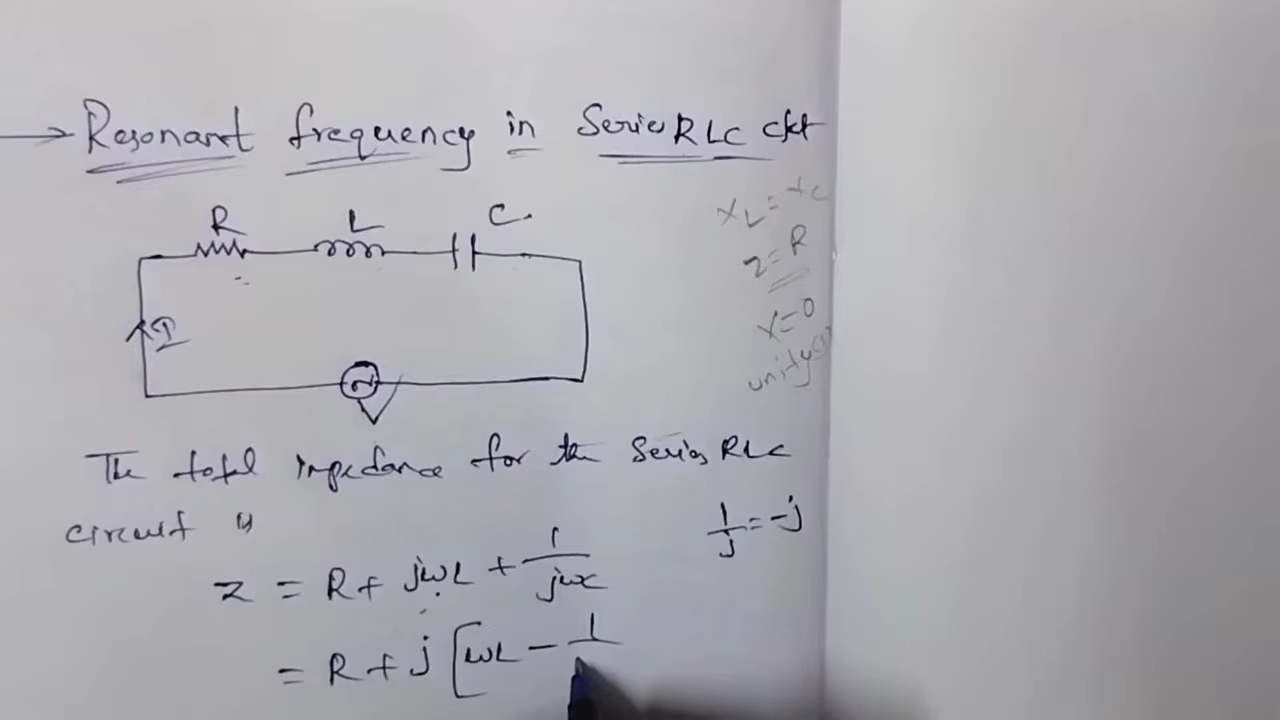 → Resonant frequency in Series RLC ckt
R L C
I
~
V
X_L = X_C
Z = R
X = 0
unity
The total impedance for the Series RLC
circuit is
1/j = -j
Z = R + jωL + 1/jωC
= R + j [ωL - 1/